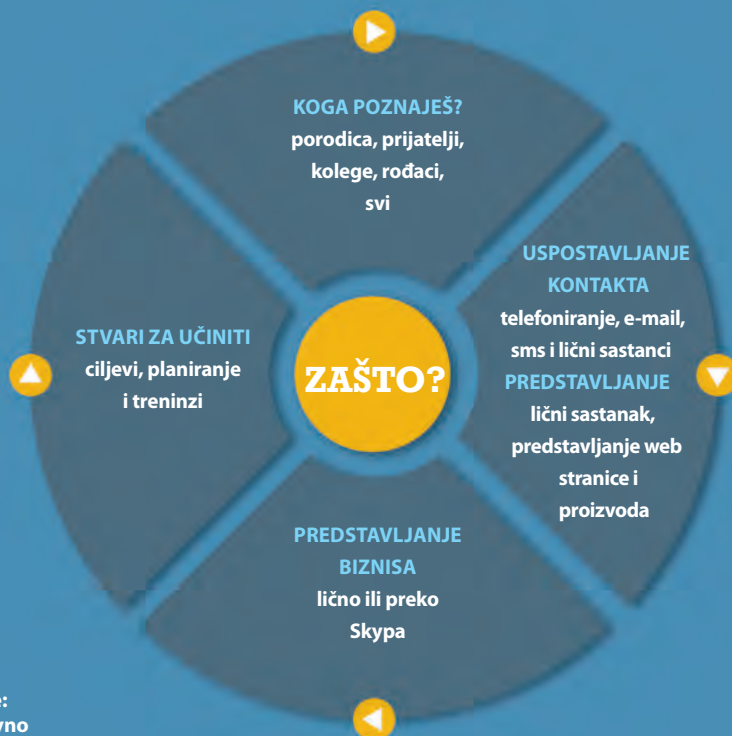 KOGA POZNAJEŠ?
porodica, prijatelji,
kolege, rođaci,
svi
USPOSTAVLJANJE
KONTAKTA
telefoniranje, e-mail,
sms i lični sastanci
PREDSTAVLJANJE
lični sastanak,
predstavljanje web
stranice i
proizvoda
STVARI ZA UČINITI
ciljevi, planiranje
i treninzi
ZAŠTO?
PREDSTAVLJANJE
BIZNISA
lično ili preko
Skypa